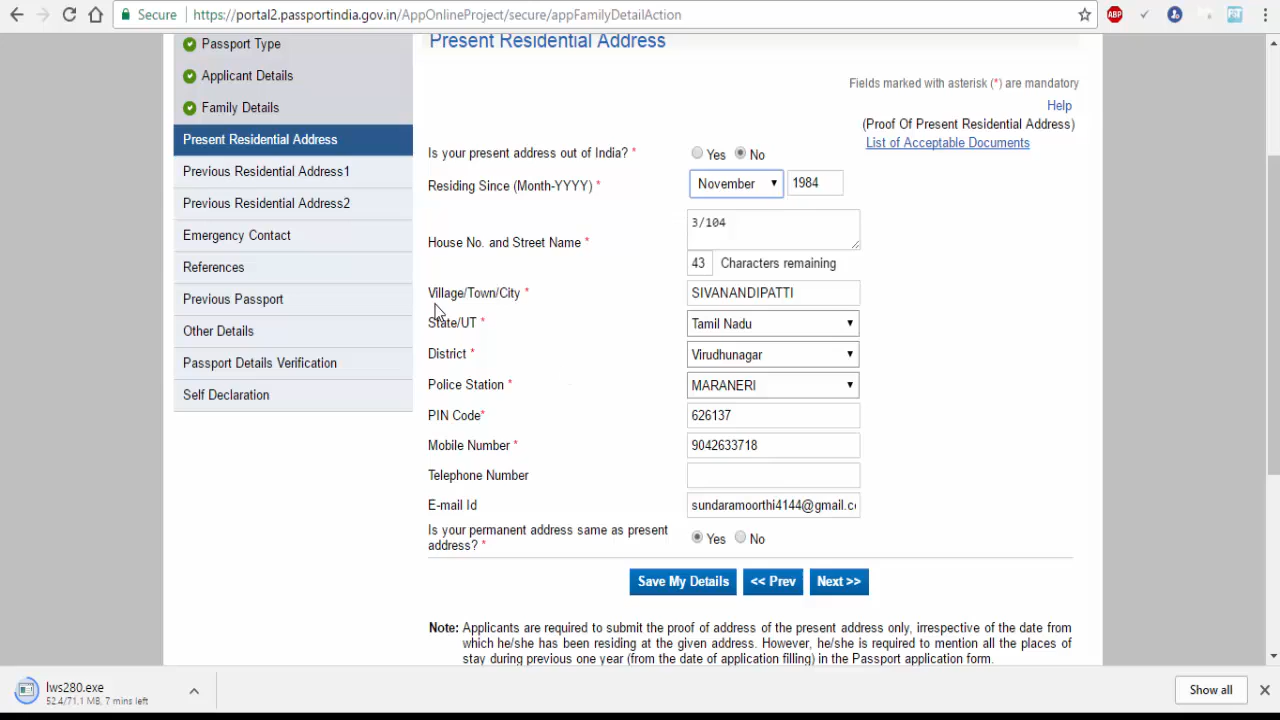 Secure
https://portal2.passportindia.gov.in/AppOnlineProject/secure/appFamilyDetailAction
ABP
Passport Type
Applicant Details
Family Details
Present Residential Address
Previous Residential Address1
Previous Residential Address2
Emergency Contact
References
Previous Passport
Other Details
Passport Details Verification
Self Declaration
Present Residential Address
Fields marked with asterisk (*) are mandatory
Help
(Proof Of Present Residential Address)
List of Acceptable Documents
Is your present address out of India? * Yes No
Residing Since (Month-YYYY) * November 1984
House No. and Street Name * 3/104
43 Characters remaining
Village/Town/City * SIVANANDIPATTI
State/UT * Tamil Nadu
District * Virudhunagar
Police Station * MARANERI
PIN Code* 626137
Mobile Number * 9042633718
Telephone Number
E-mail Id sundaramoorthi4144@gmail.c
Is your permanent address same as present
address? * Yes No
Save My Details << Prev Next >>
Note: Applicants are required to submit the proof of address of the present address only, irrespective of the date from
which he/she has been residing at the given address. However, he/she is required to mention all the places of
stay during previous one year (from the date of application filling) in the Passport application form.
lws280.exe
52.4/71.1 MB, 7 mins left
Show all